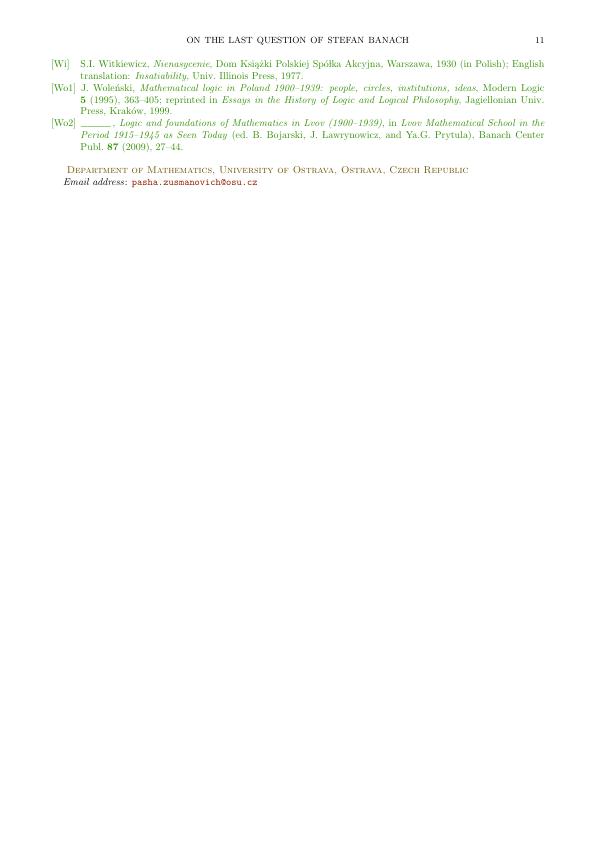 ON THE LAST QUESTION OF STEFAN BANACH 11
[Wi] S.I. Witkiewicz, Nienasycenie, Dom Książki Polskiej Spółka Akcyjna, Warszawa, 1930 (in Polish); English
translation: Insatiability, Univ. Illinois Press, 1977.
[Wo1] J. Woleński, Mathematical logic in Poland 1900–1939: people, circles, institutions, ideas, Modern Logic
5 (1995), 363–405; reprinted in Essays in the History of Logic and Logical Philosophy, Jagiellonian Univ.
Press, Kraków, 1999.
[Wo2] ______, Logic and foundations of Mathematics in Lvov (1900–1939), in Lvov Mathematical School in the
Period 1915–1945 as Seen Today (ed. B. Bojarski, J. Lawrynowicz, and Ya.G. Prytula), Banach Center
Publ. 87 (2009), 27–44.
Department of Mathematics, University of Ostrava, Ostrava, Czech Republic
Email address: pasha.zusmanovich@osu.cz